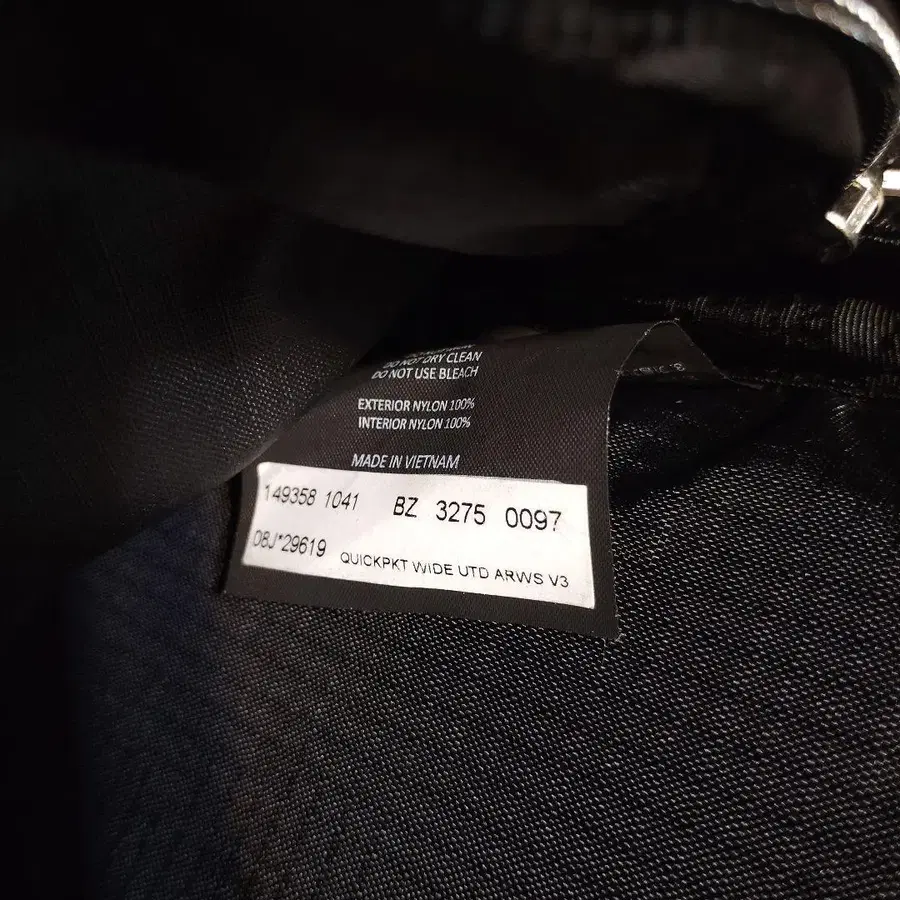 DO NOT DRY CLEAN
DO NOT USE BLEACH
EXTERIOR NYLON 100%
INTERIOR NYLON 100%
MADE IN VIETNAM
149358 1041 BZ 3275 0097
08J*29619 QUICKPKT WIDE UTD ARWS V3